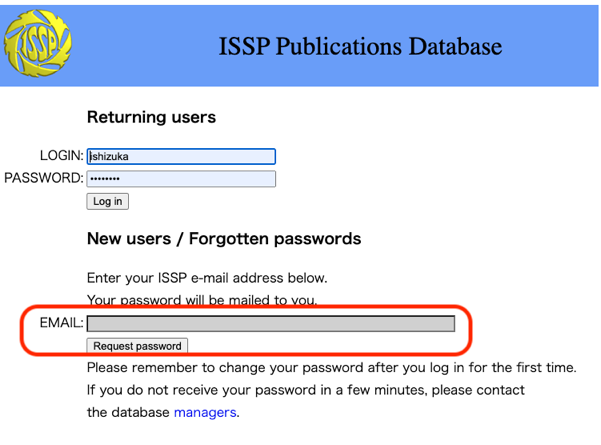 ISSP
ISSP Publications Database
Returning users
LOGIN: ishizuka
PASSWORD: ••••••••
Log in
New users / Forgotten passwords
Enter your ISSP e-mail address below.
Your password will be mailed to you.
EMAIL:
Request password
Please remember to change your password after you log in for the first time.
If you do not receive your password in a few minutes, please contact
the database managers.